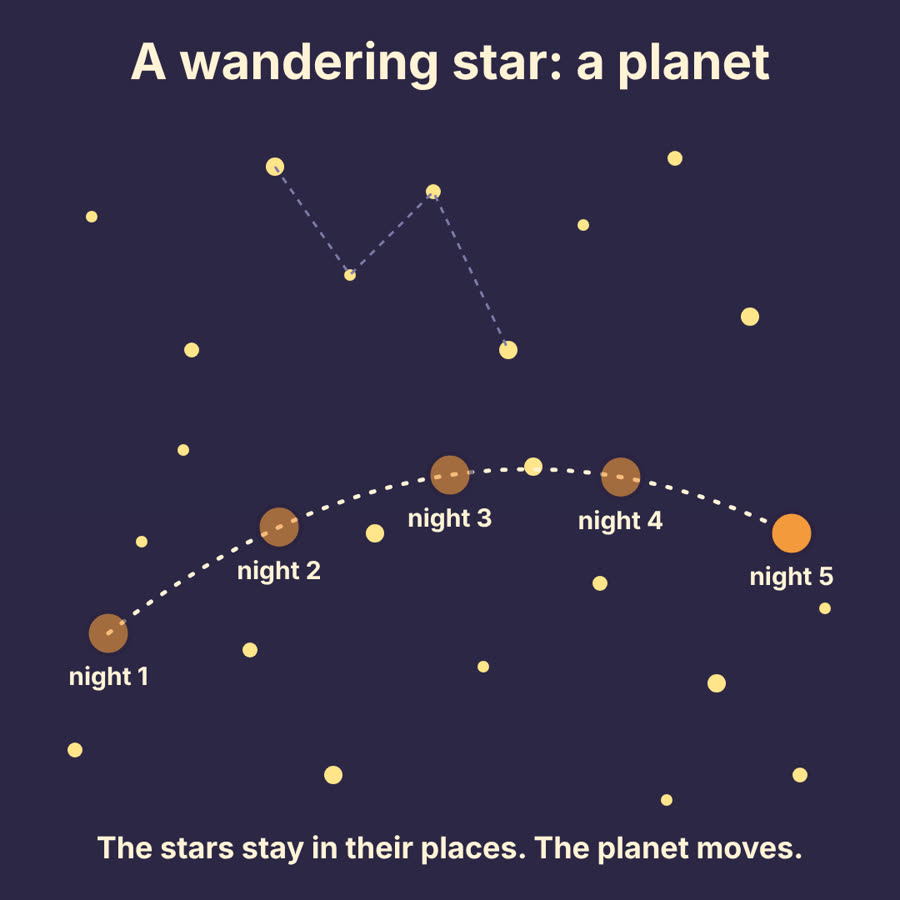 A wandering star: a planet
night 3
night 4
night 2
night 5
night 1
The stars stay in their places. The planet moves.